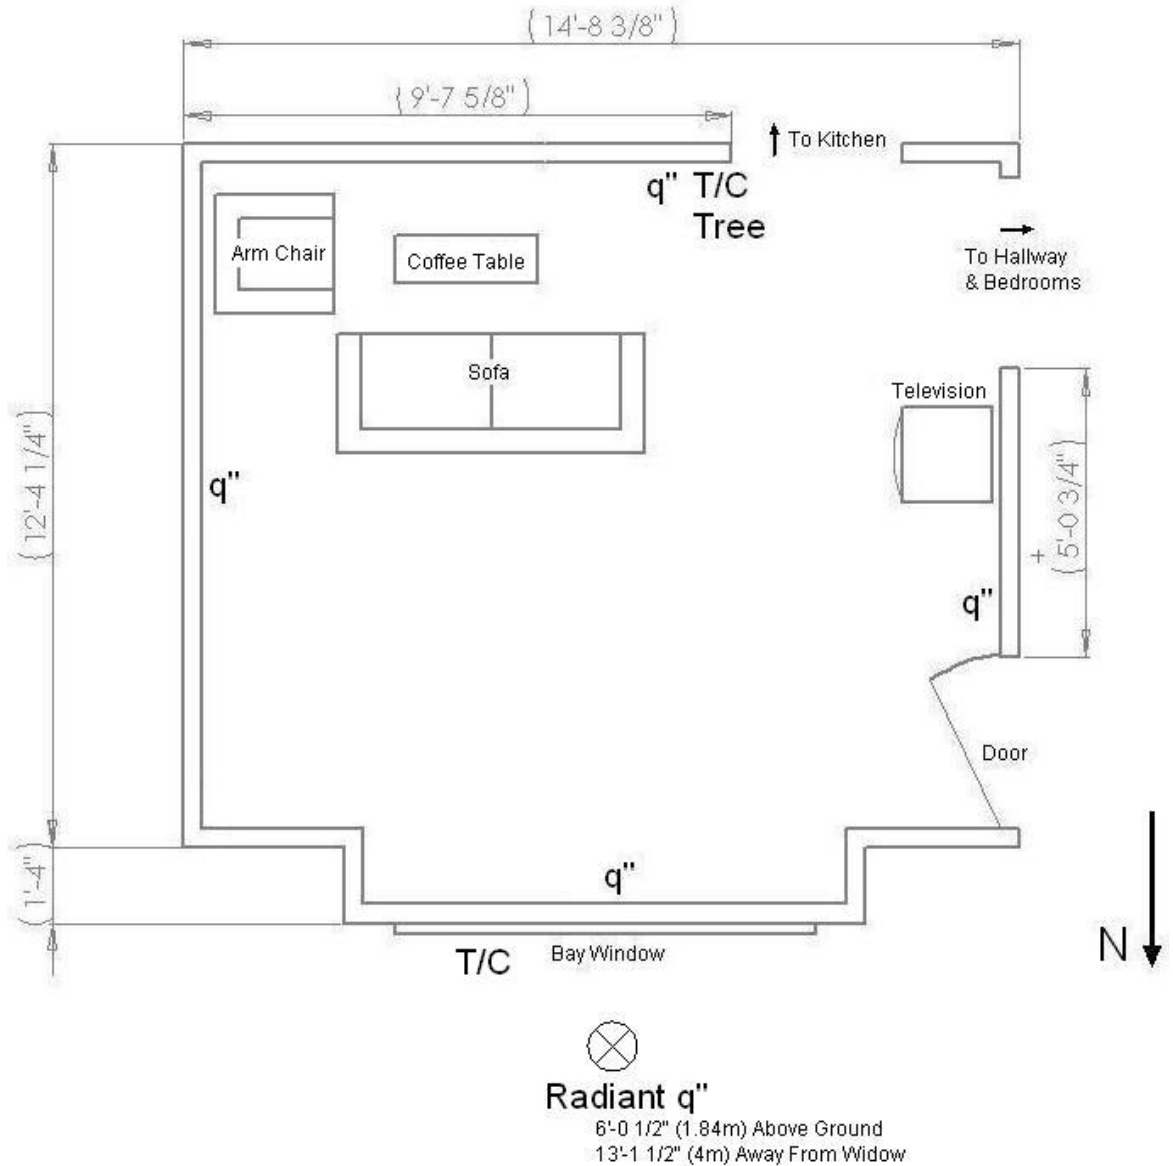 (14'-8 3/8")
(9'-7 5/8")
To Kitchen
q" T/C
Tree
Arm Chair
Coffee Table
To Hallway
& Bedrooms
Sofa
Television
(12'-4 1/4")
q"
(5'-0 3/4")
+
q"
Door
(1'-4")
q"
T/C
Bay Window
N
Radiant q"
6'-0 1/2" (1.84m) Above Ground
13'-1 1/2" (4m) Away From Widow